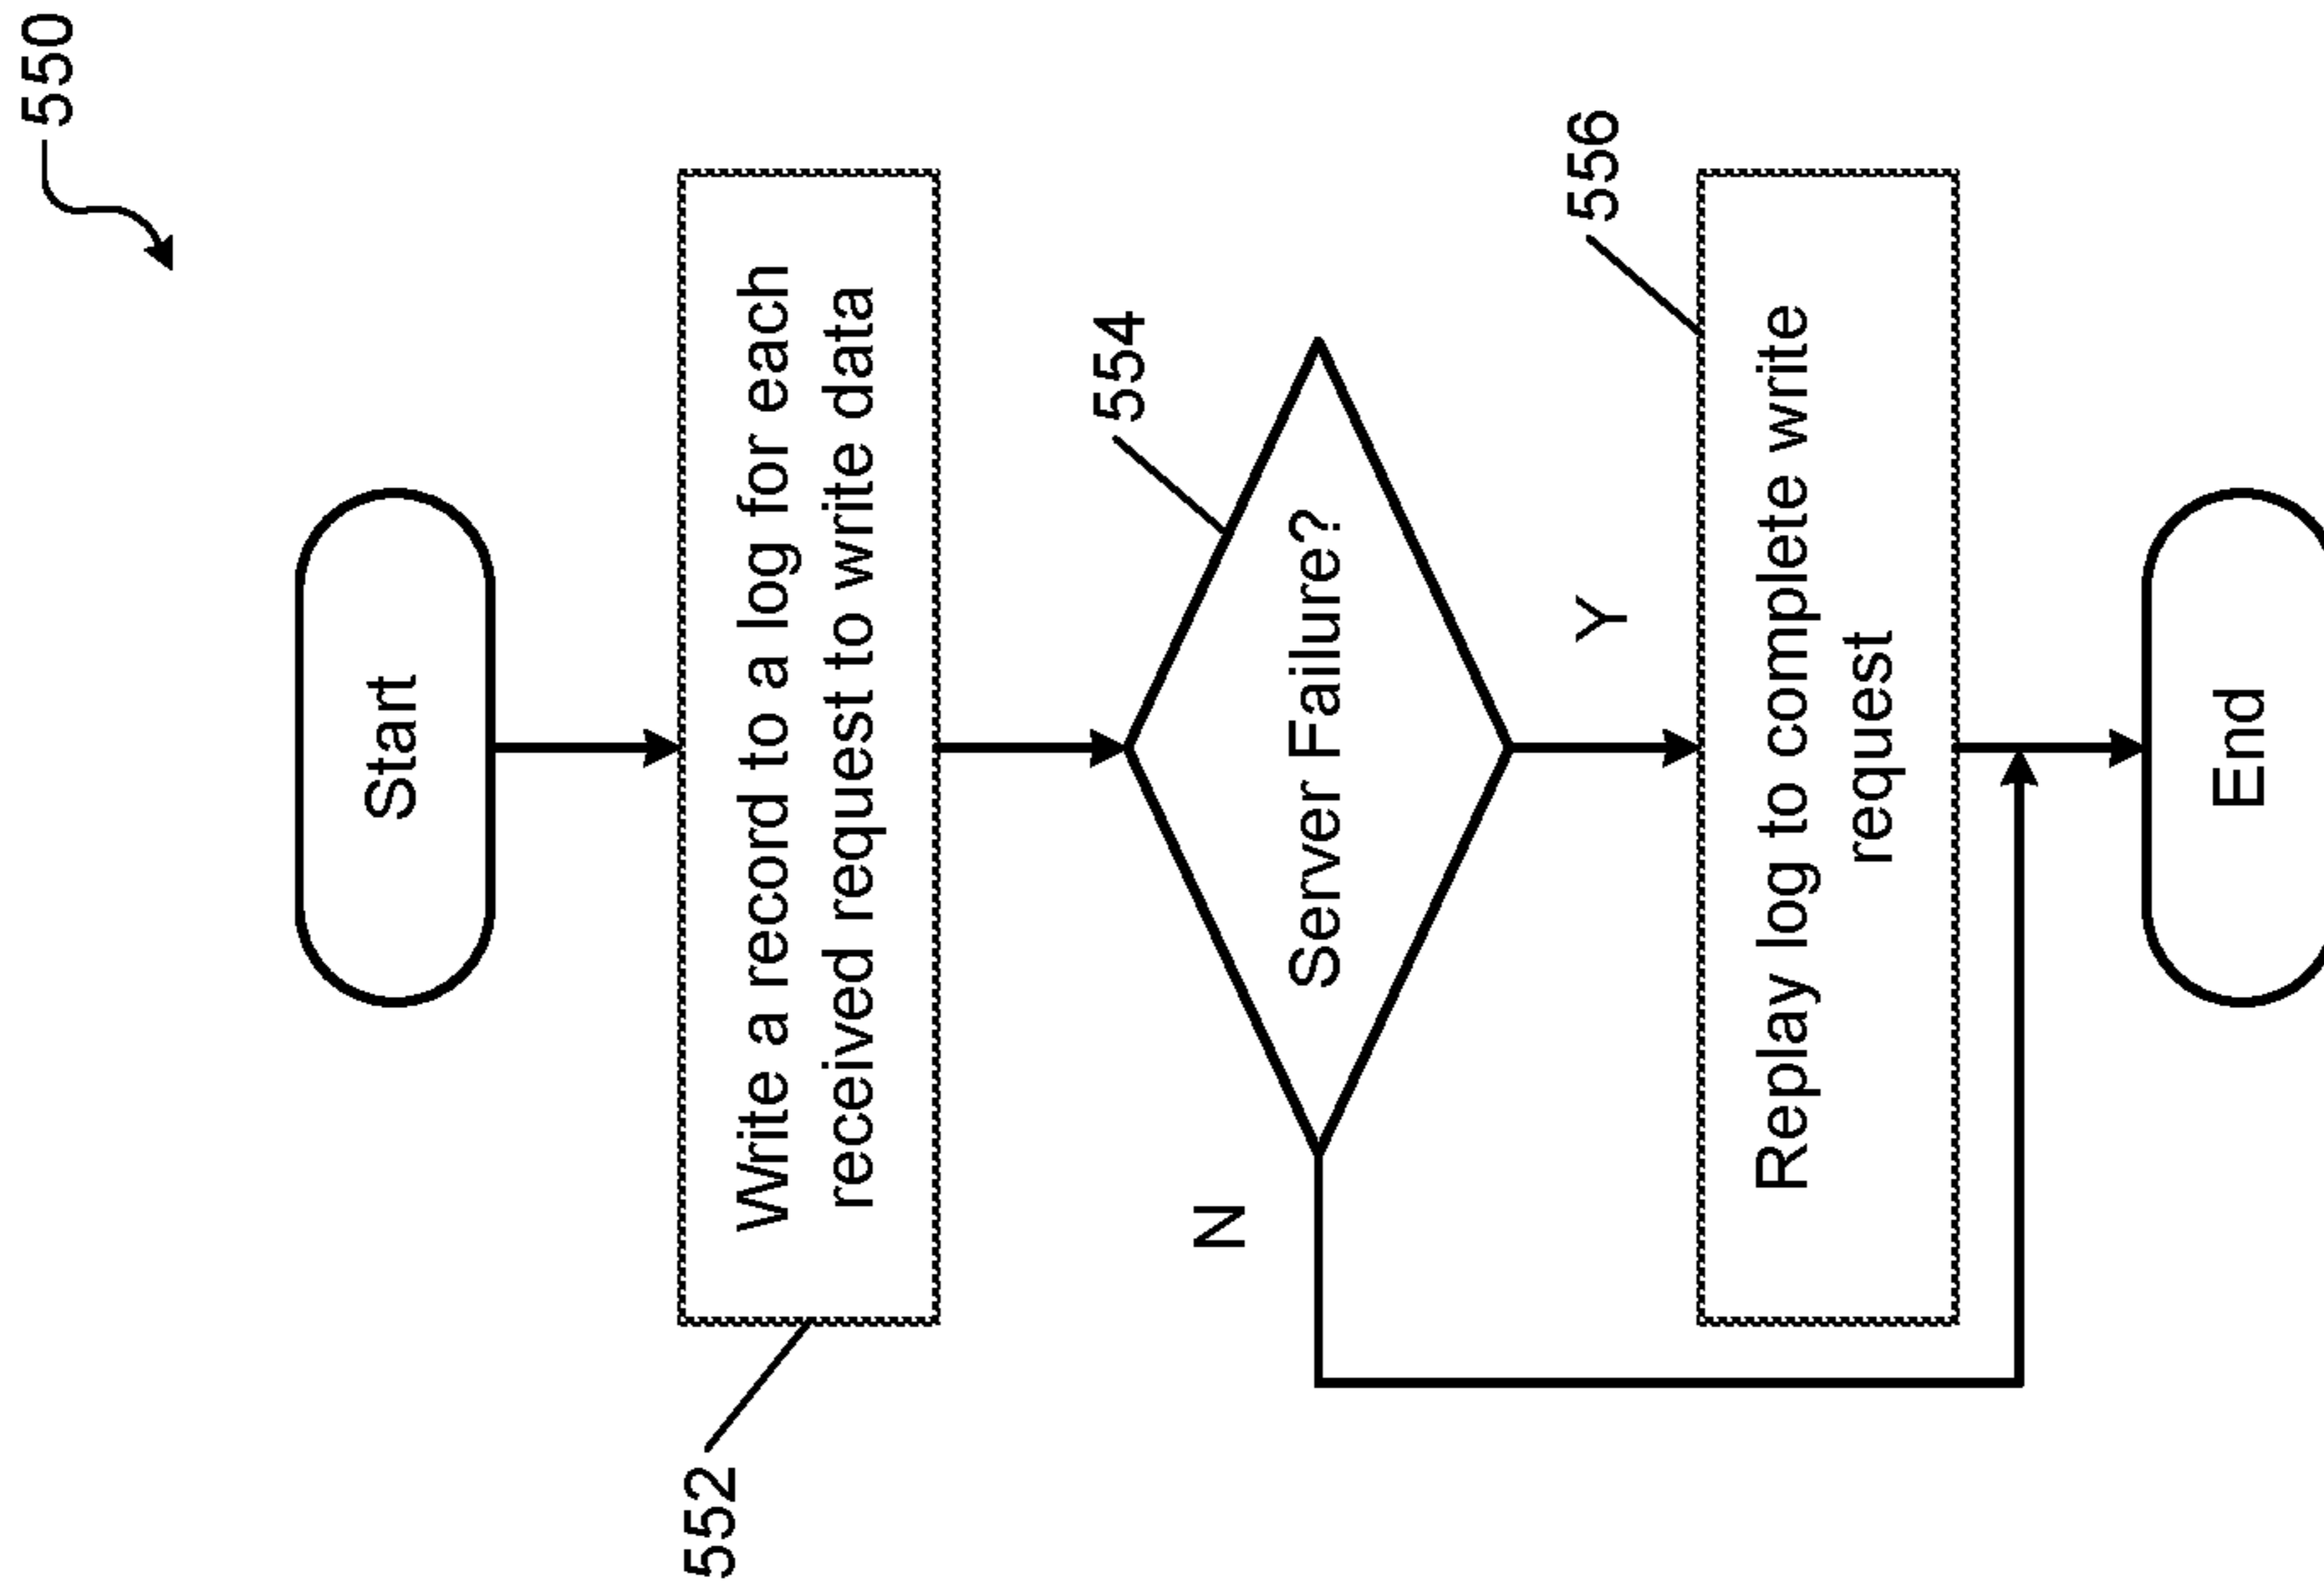 550
Start
552
Write a record to a log for each
received request to write data
554
Server Failure?
N
Y
556
Replay log to complete write
request
End